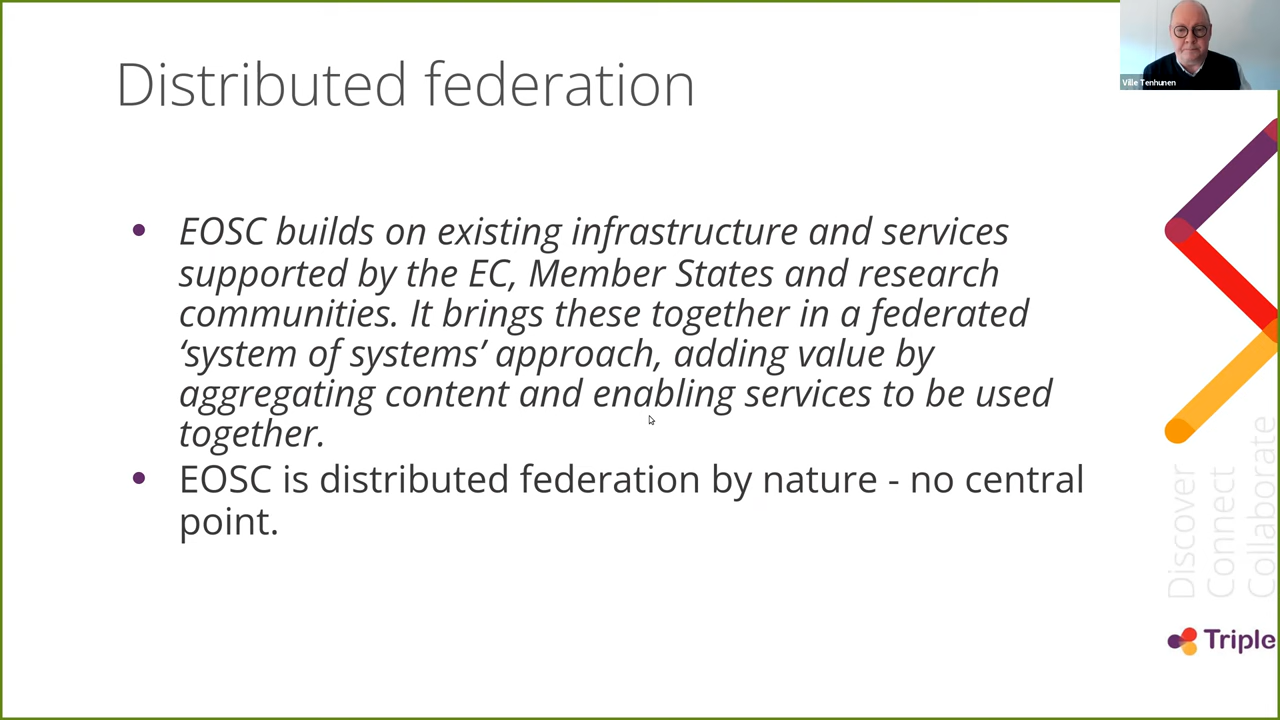 Distributed federation
Ville Tenhunen
• EOSC builds on existing infrastructure and services
supported by the EC, Member States and research
communities. It brings these together in a federated
‘system of systems’ approach, adding value by
aggregating content and enabling services to be used
together.
• EOSC is distributed federation by nature - no central
point.
Discover
Connect
Collaborate
Triple